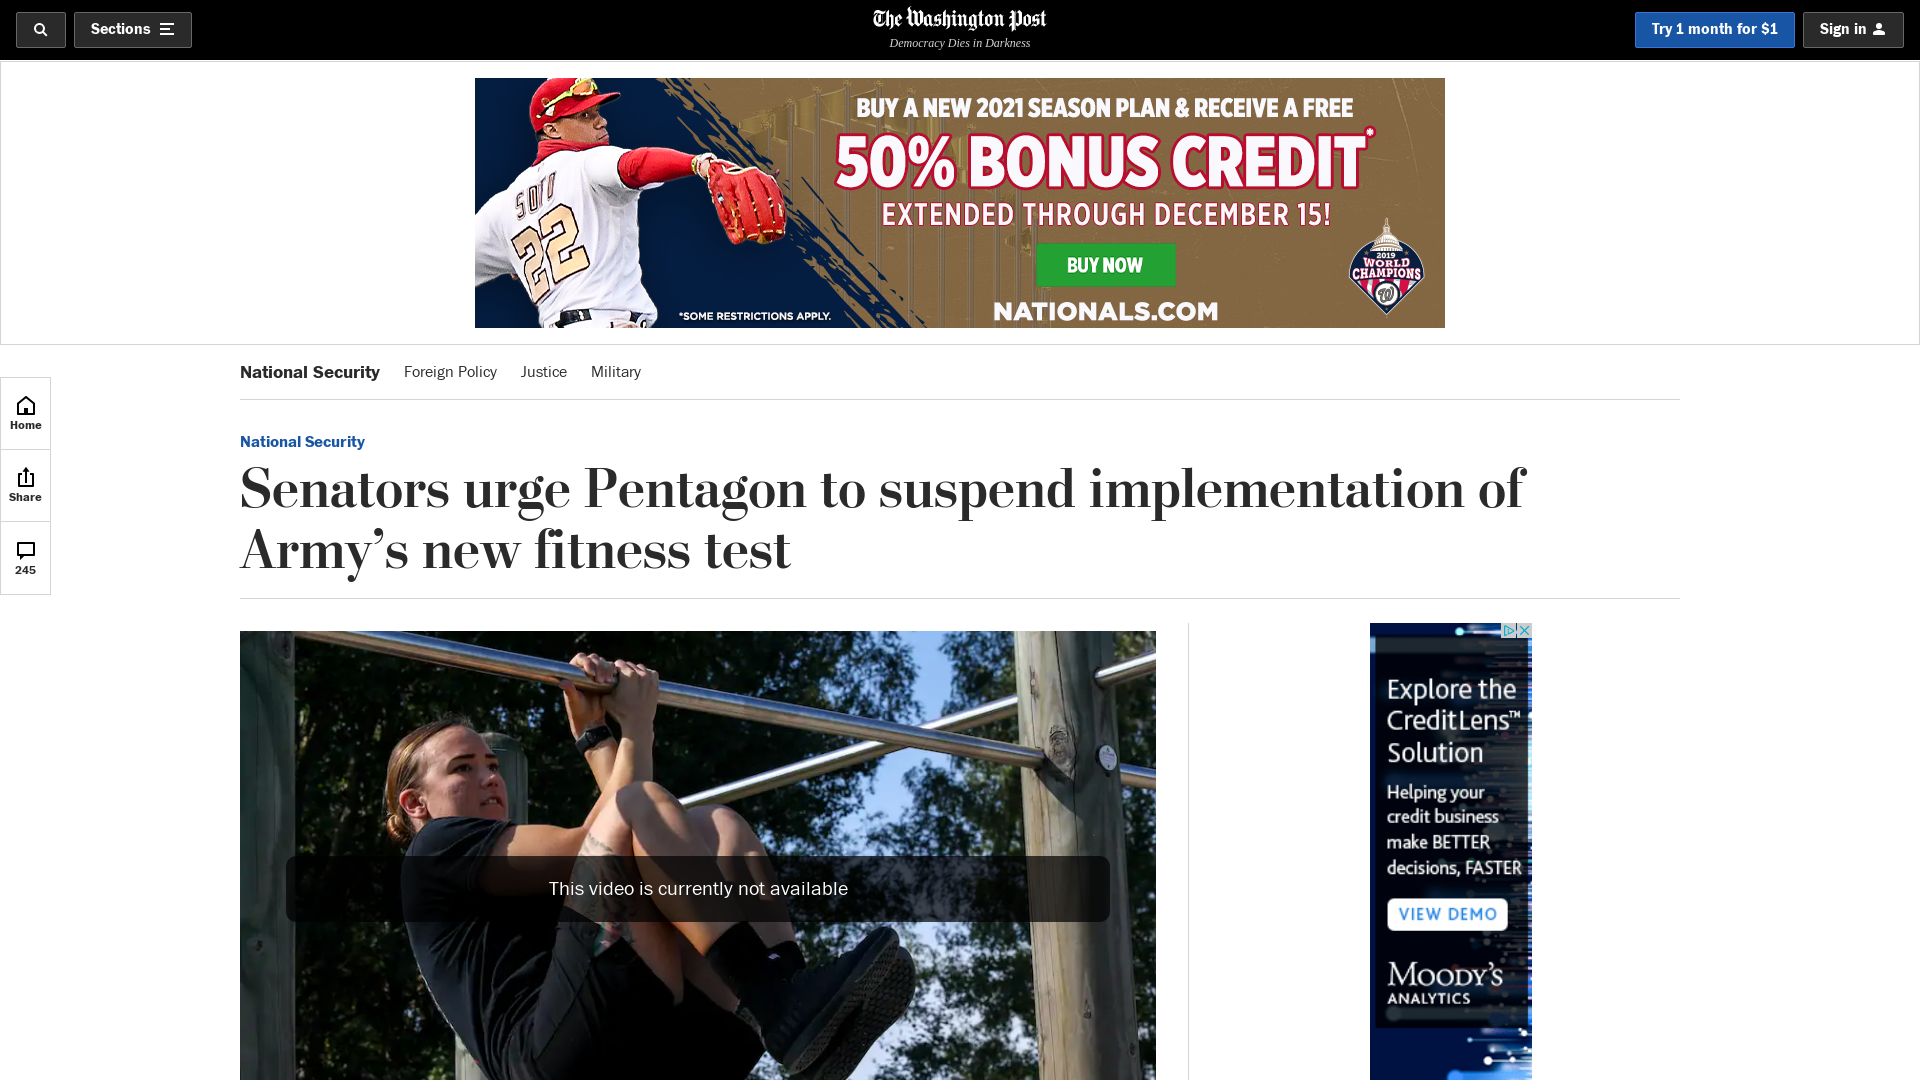 Sections
The Washington Post
Democracy Dies in Darkness
Try 1 month for $1
Sign in
BUY A NEW 2021 SEASON PLAN & RECEIVE A FREE
50% BONUS CREDIT*
EXTENDED THROUGH DECEMBER 15!
BUY NOW
NATIONALS.COM
*SOME RESTRICTIONS APPLY.
SOTO
22
2019
WORLD
CHAMPIONS
W
National Security Foreign Policy Justice Military
Home
Share
245
National Security
Senators urge Pentagon to suspend implementation of
Army’s new fitness test
This video is currently not available
Explore the
CreditLens™
Solution
Helping your
credit business
make BETTER
decisions, FASTER
VIEW DEMO
MOODY'S
ANALYTICS